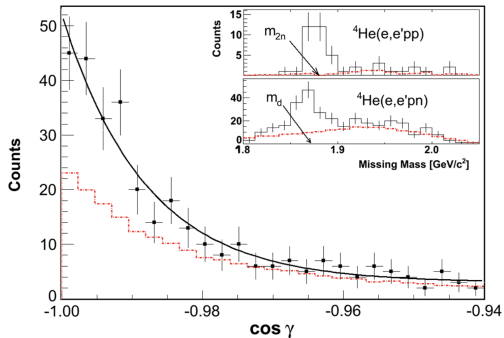 50
40
30
20
10
0
Counts
-1.00
-0.98
-0.96
-0.94
cos γ
15
10
5
0
Counts
m2n
⁴He(e,e'pp)
40
20
0
md
⁴He(e,e'pn)
1.8
1.9
2.0
Missing Mass [GeV/c²]